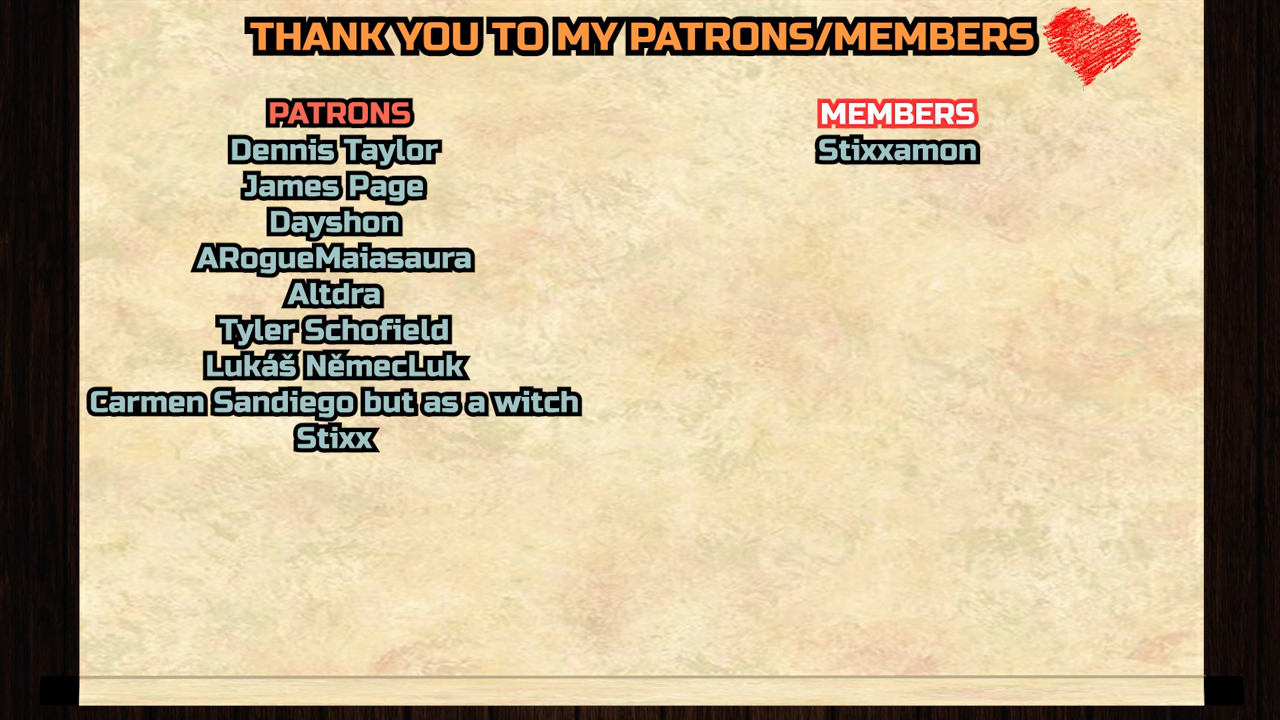 THANK YOU TO MY PATRONS/MEMBERS
PATRONS
Dennis Taylor
James Page
Dayshon
ARogueMaiasaura
Altdra
Tyler Schofield
Lukáš NěmecLuk
Carmen Sandiego but as a witch
Stixx
MEMBERS
Stixxamon